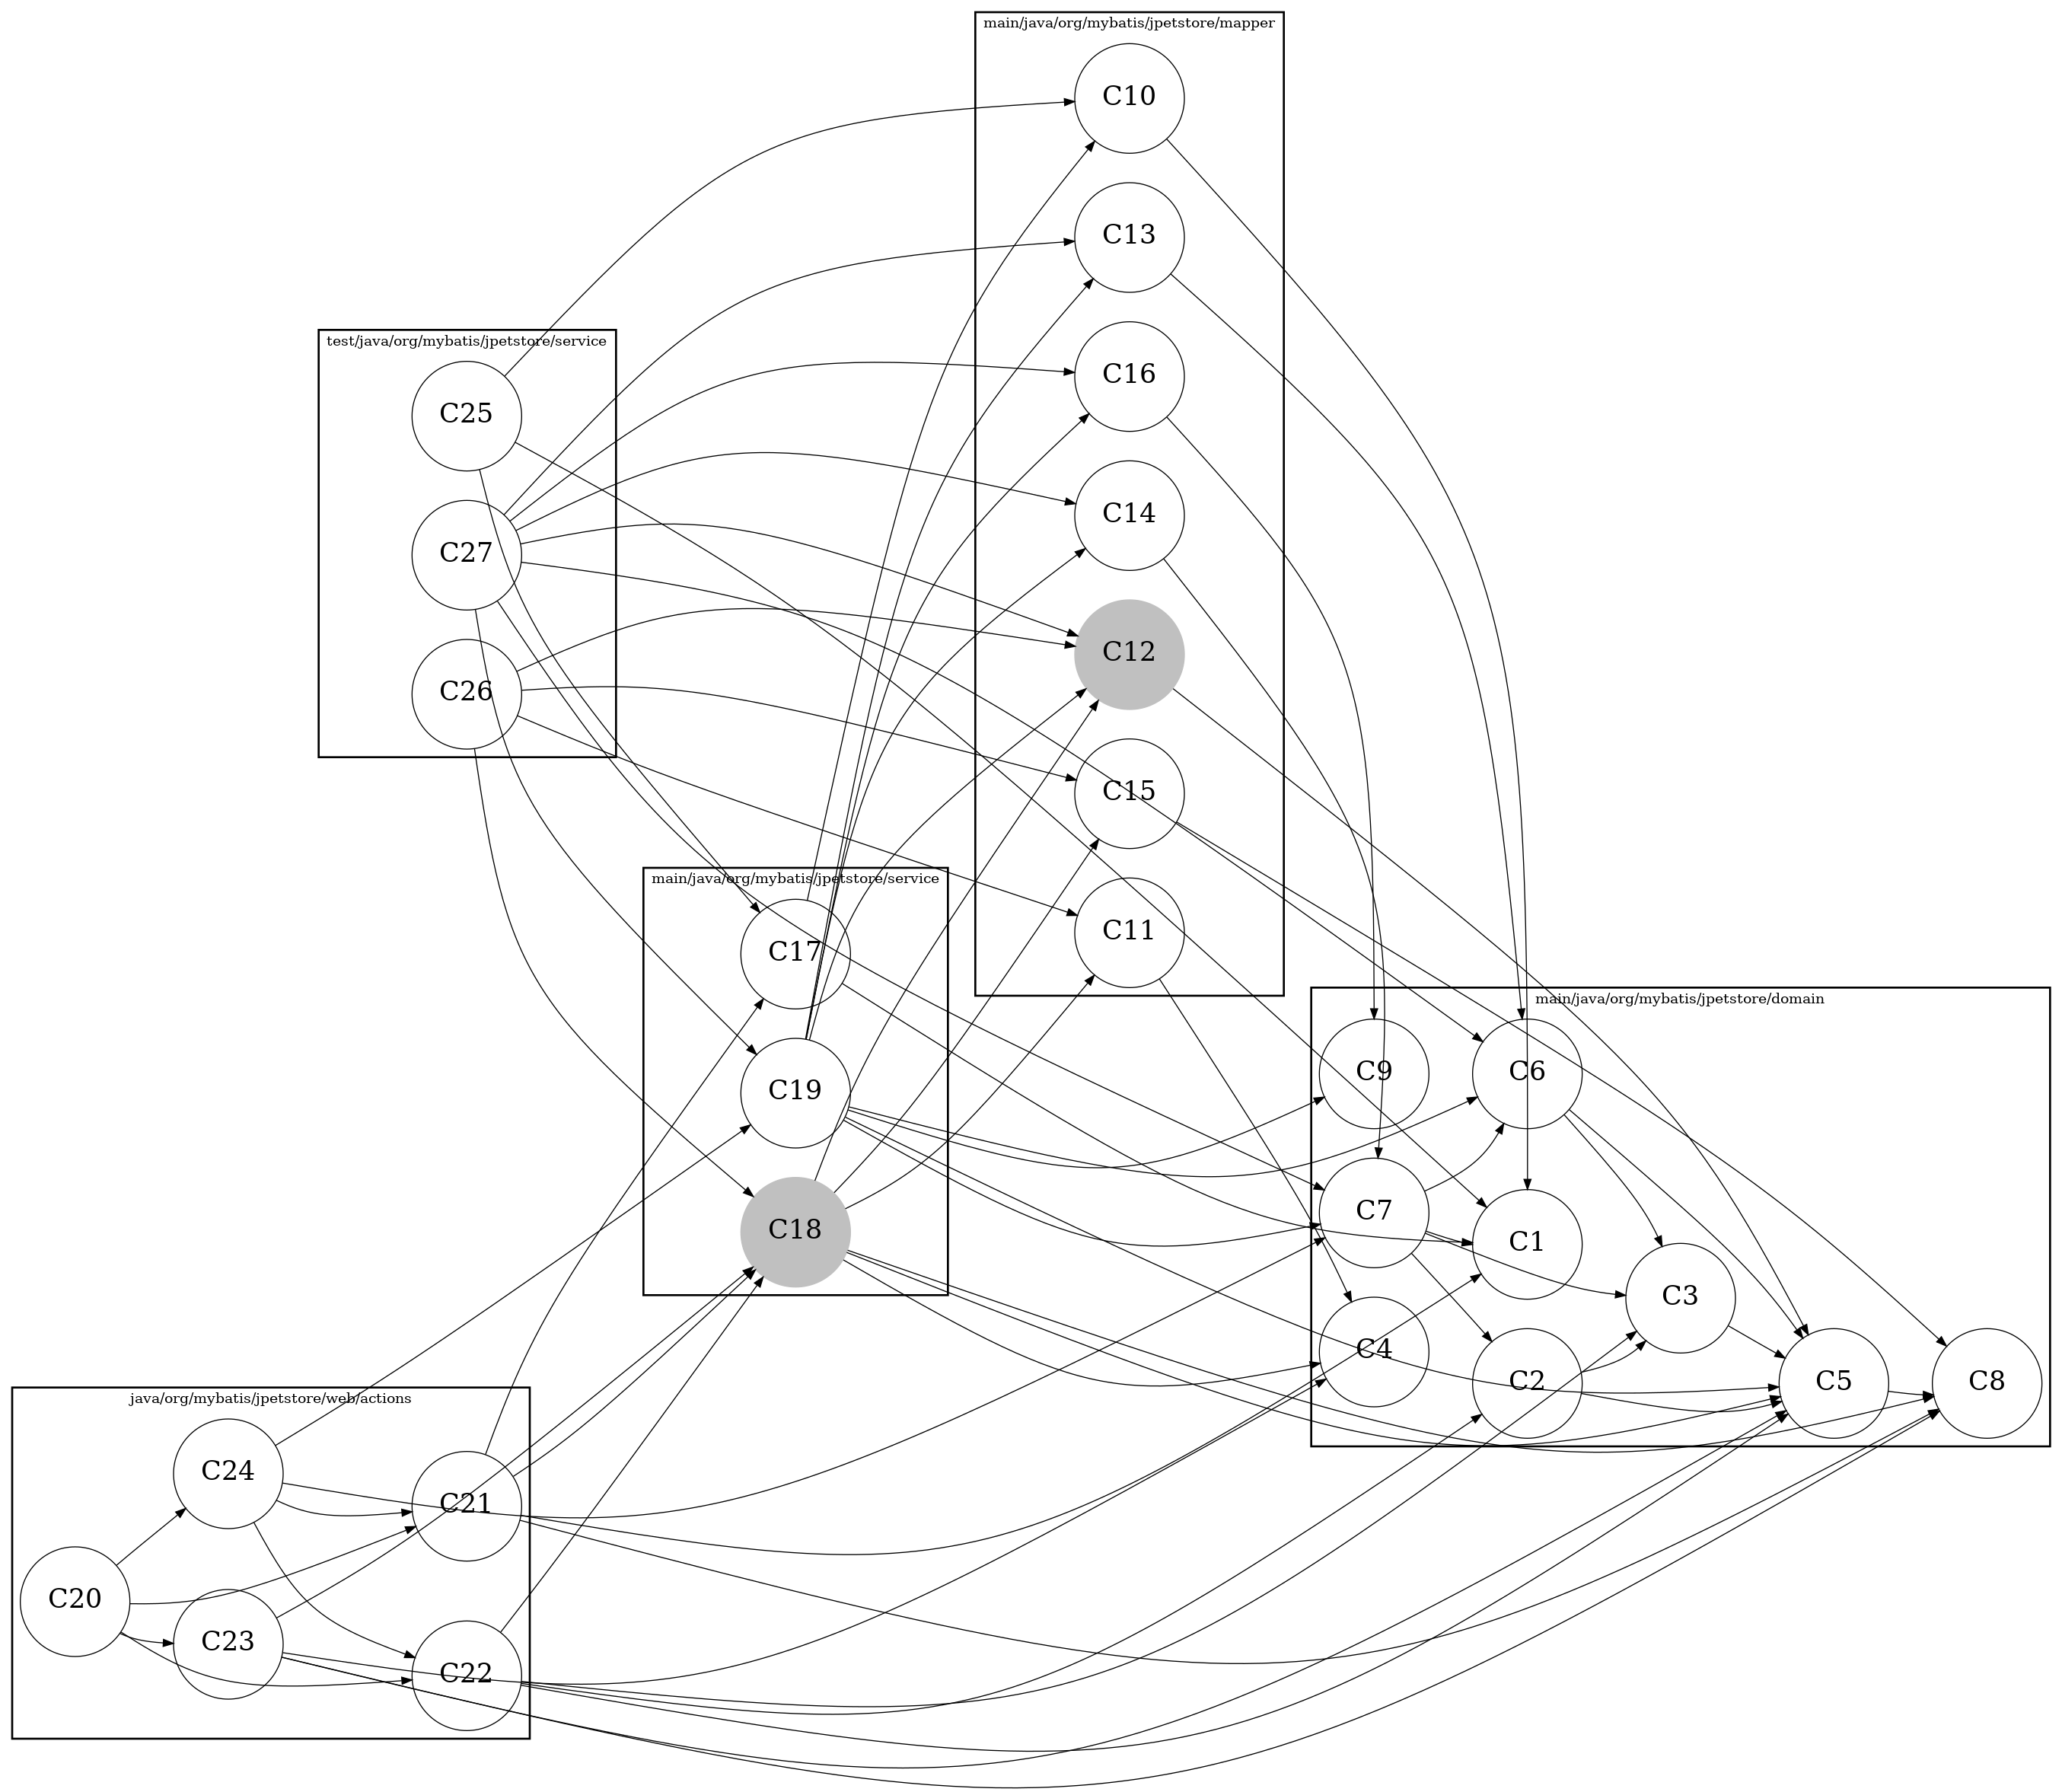 main/java/org/mybatis/jpetstore/mapper
C10
C13
C16
C14
C12
C15
C11
test/java/org/mybatis/jpetstore/service
C25
C27
C26
main/java/org/mybatis/jpetstore/service
C17
C19
C18
main/java/org/mybatis/jpetstore/domain
C9
C6
C7
C1
C3
C4
C2
C5
C8
java/org/mybatis/jpetstore/web/actions
C24
C21
C20
C23
C22